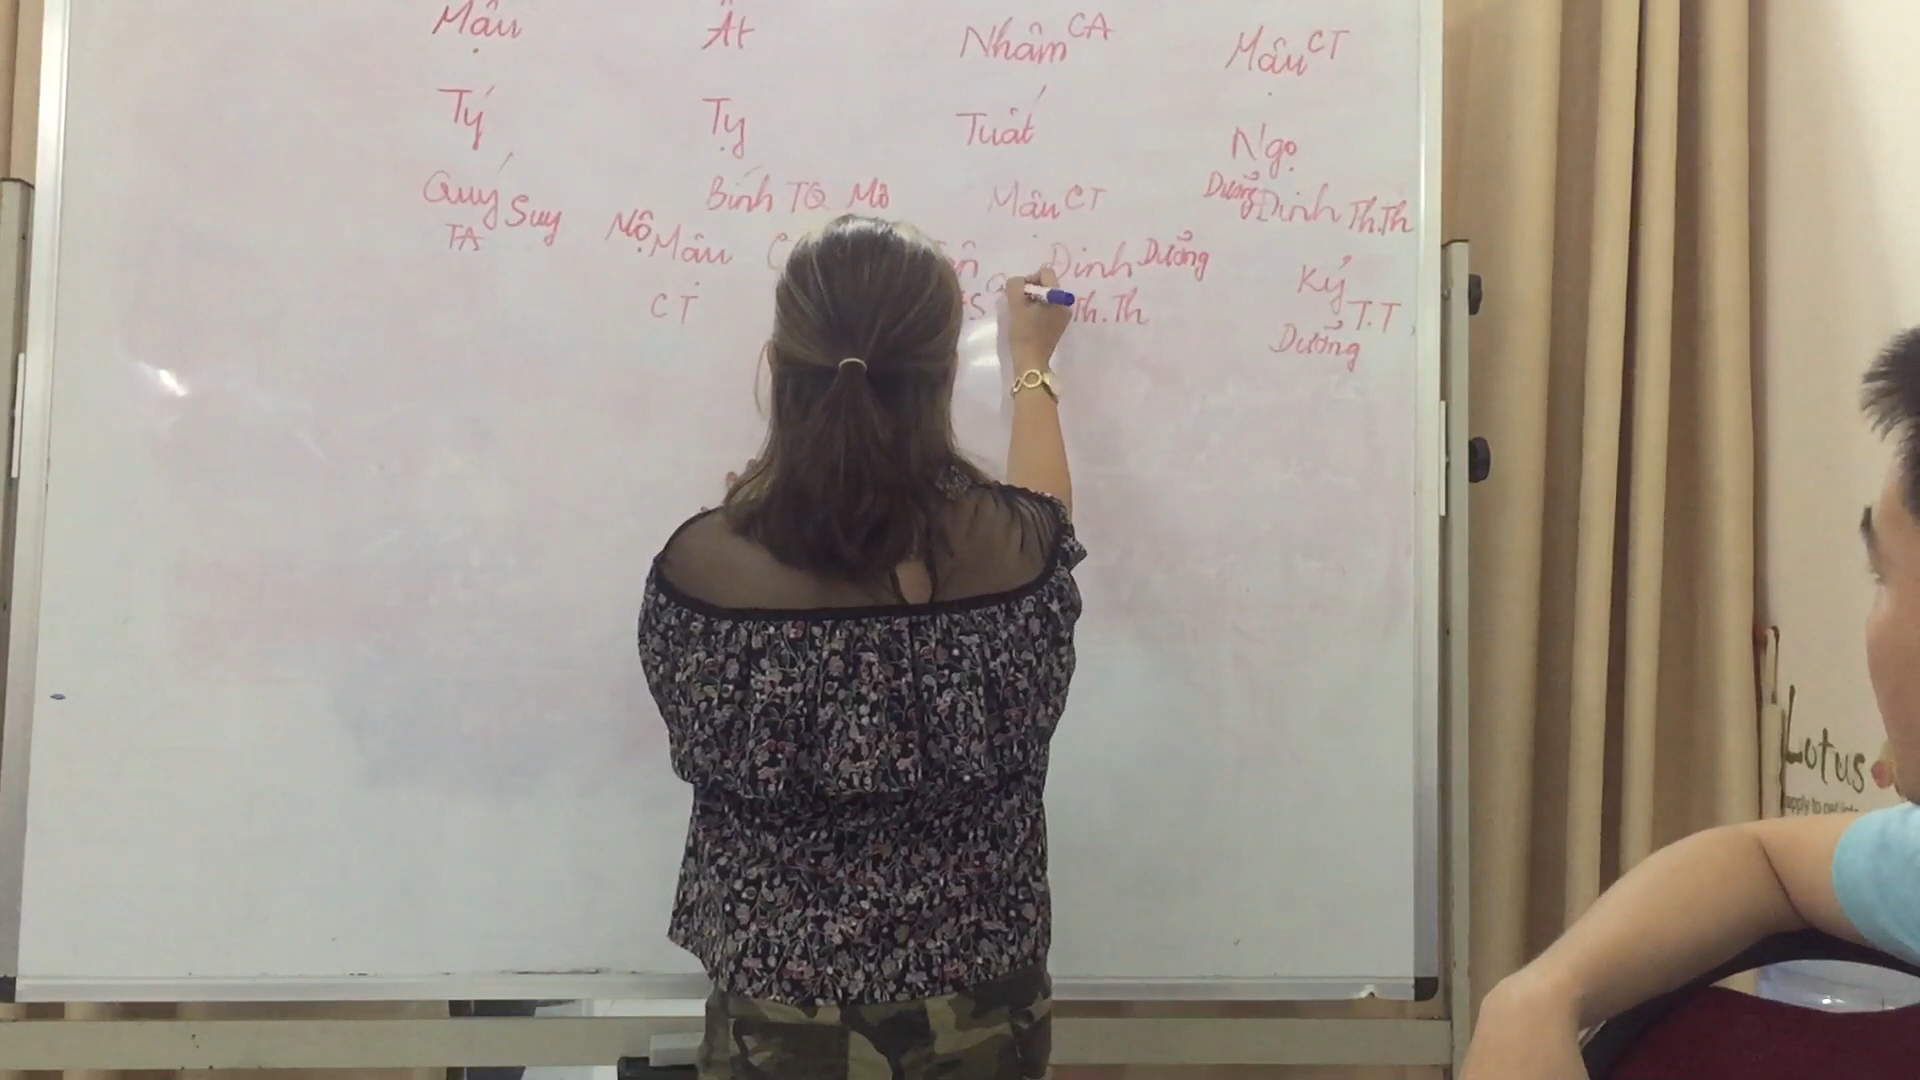 Mậu Ất Nhâm CA Mậu CT
Tý Tỵ Tuất Ngọ
Quý Suy Bính TQ Mộ Mậu CT Dưỡng Đinh Th.Th
TA Mộ Mậu Đinh Dưỡng Kỷ
CT Th.Th T.T
Dưỡng
Lotus